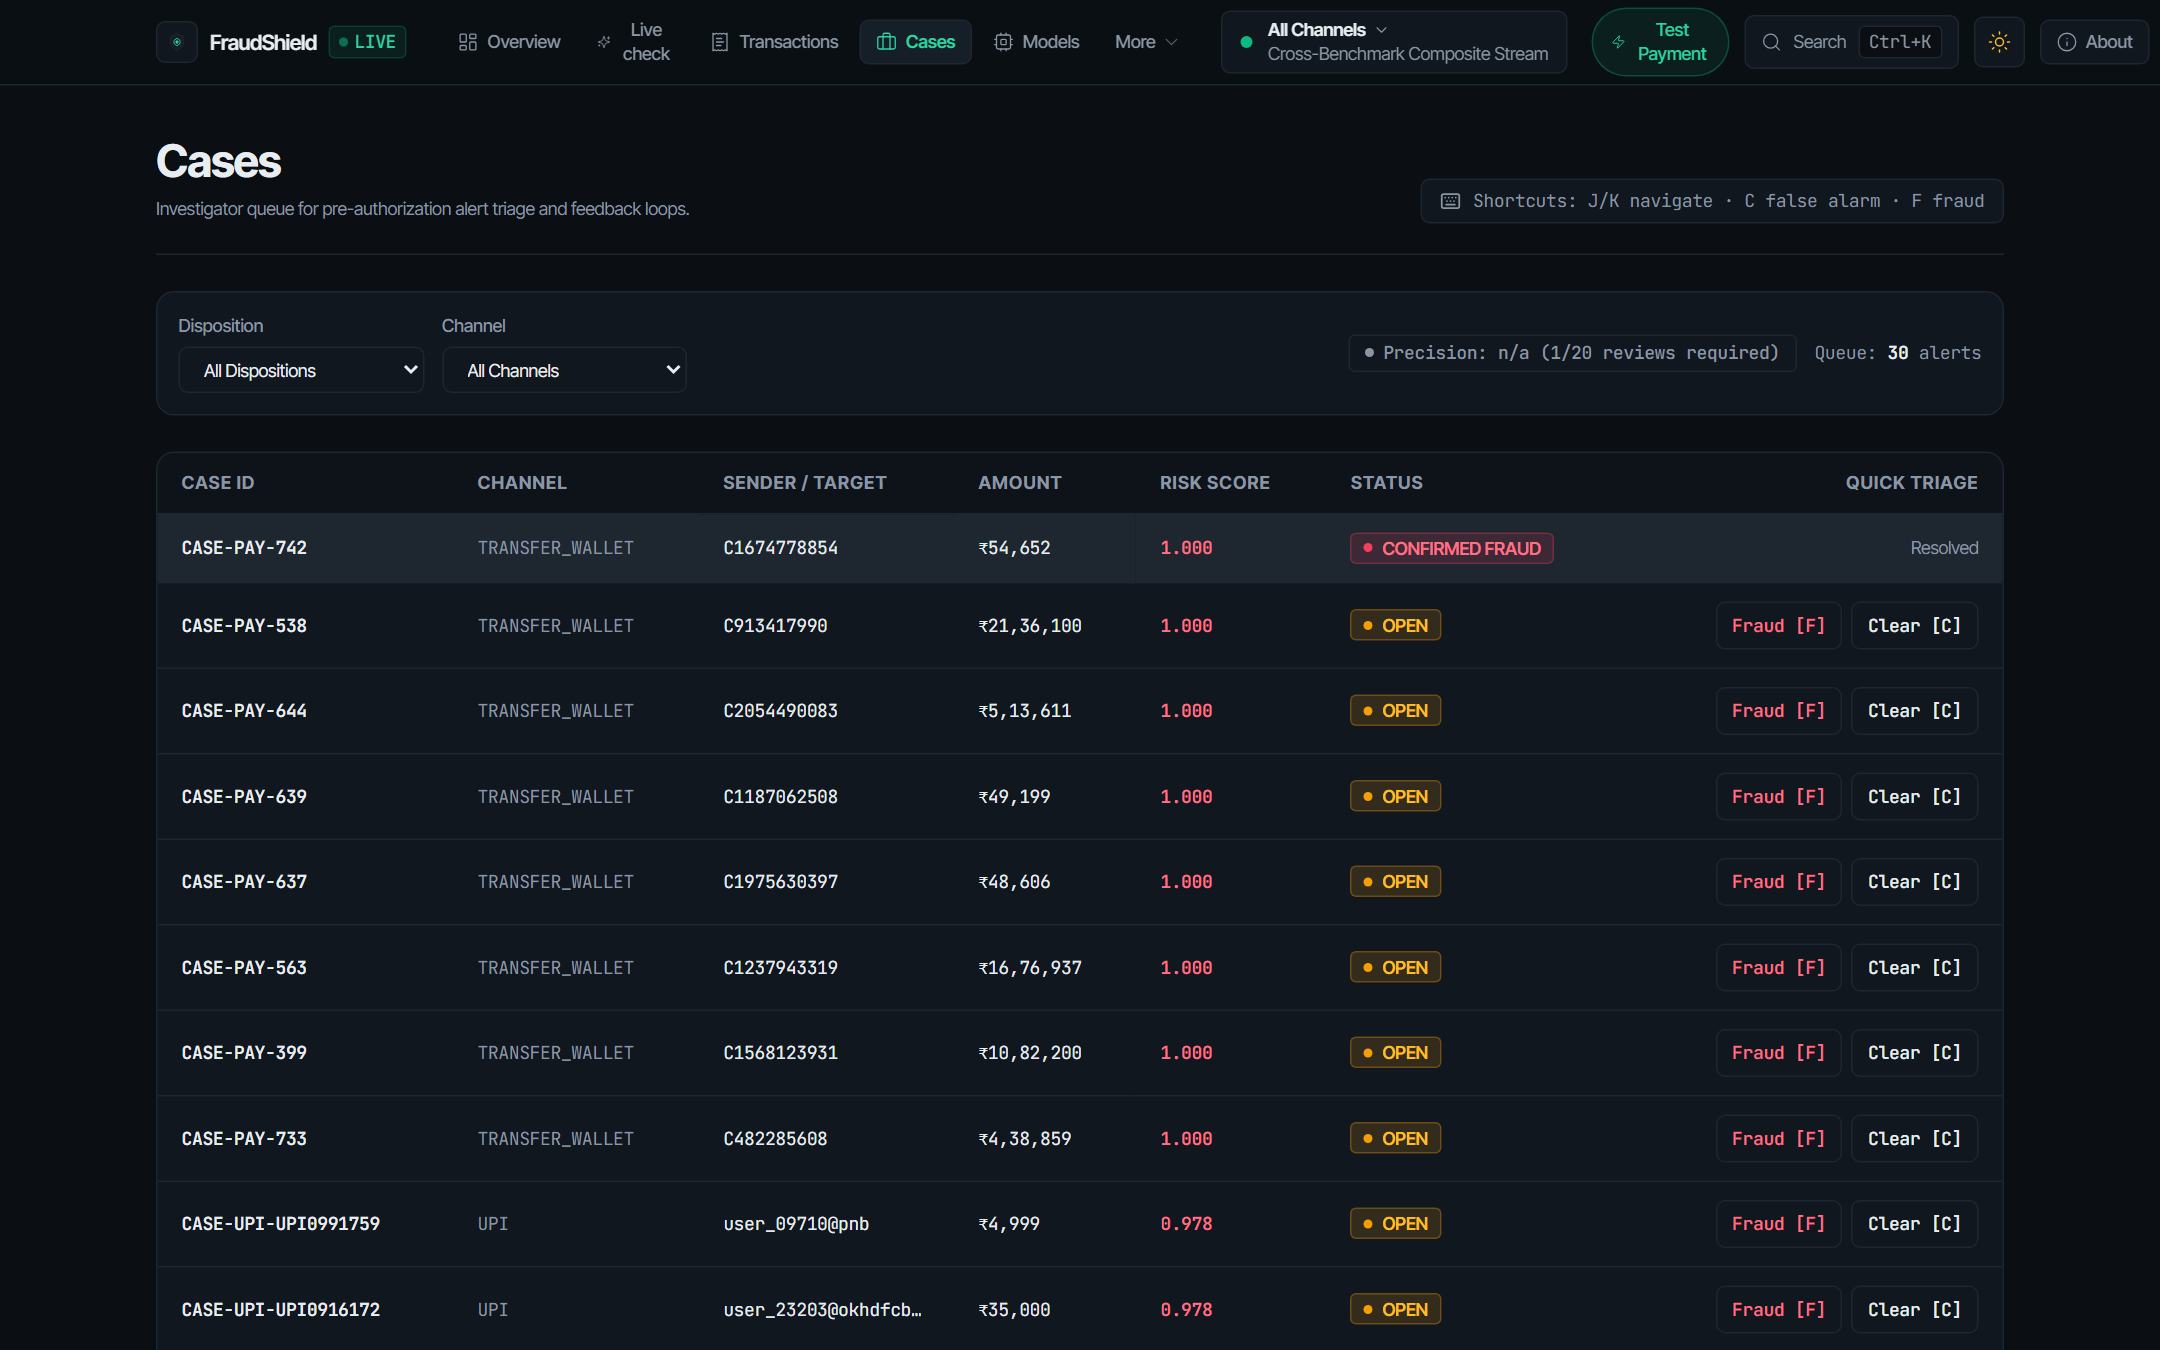 FraudShield LIVE Overview Live check Transactions Cases Models More All Channels Test Payment Search Ctrl+K About
Cross-Benchmark Composite Stream
Cases
Investigator queue for pre-authorization alert triage and feedback loops.
Shortcuts: J/K navigate · C false alarm · F fraud
Disposition Channel
All Dispositions All Channels
Precision: n/a (1/20 reviews required) Queue: 30 alerts
CASE ID CHANNEL SENDER / TARGET AMOUNT RISK SCORE STATUS QUICK TRIAGE
CASE-PAY-742 TRANSFER_WALLET C1674778854 ₹54,652 1.000 CONFIRMED FRAUD Resolved
CASE-PAY-538 TRANSFER_WALLET C913417990 ₹21,36,100 1.000 OPEN Fraud [F] Clear [C]
CASE-PAY-644 TRANSFER_WALLET C2054490083 ₹5,13,611 1.000 OPEN Fraud [F] Clear [C]
CASE-PAY-639 TRANSFER_WALLET C1187062508 ₹49,199 1.000 OPEN Fraud [F] Clear [C]
CASE-PAY-637 TRANSFER_WALLET C1975630397 ₹48,606 1.000 OPEN Fraud [F] Clear [C]
CASE-PAY-563 TRANSFER_WALLET C1237943319 ₹16,76,937 1.000 OPEN Fraud [F] Clear [C]
CASE-PAY-399 TRANSFER_WALLET C1568123931 ₹10,82,200 1.000 OPEN Fraud [F] Clear [C]
CASE-PAY-733 TRANSFER_WALLET C482285608 ₹4,38,859 1.000 OPEN Fraud [F] Clear [C]
CASE-UPI-UPI0991759 UPI user_09710@pnb ₹4,999 0.978 OPEN Fraud [F] Clear [C]
CASE-UPI-UPI0916172 UPI user_23203@okhdfcb… ₹35,000 0.978 OPEN Fraud [F] Clear [C]